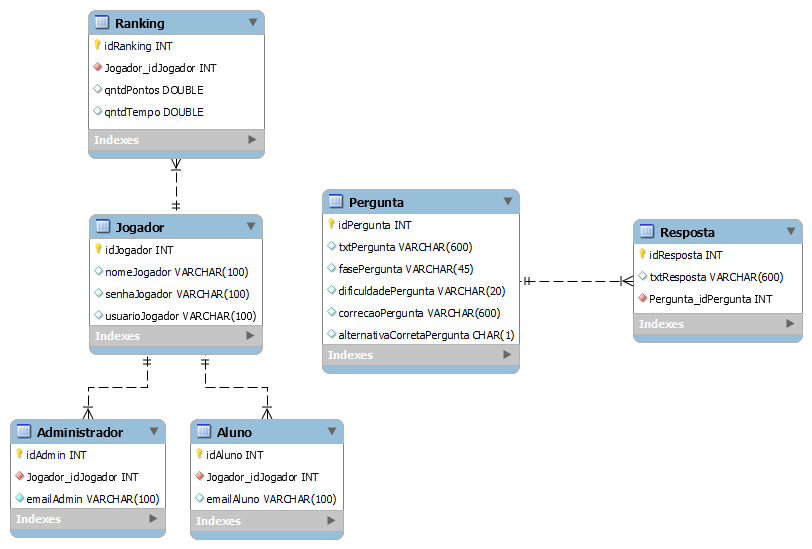 Ranking
idRanking INT
Jogador_idJogador INT
qntdPontos DOUBLE
qntdTempo DOUBLE
Indexes
Jogador
idJogador INT
nomeJogador VARCHAR(100)
senhaJogador VARCHAR(100)
usuarioJogador VARCHAR(100)
Indexes
Pergunta
idPergunta INT
txtPergunta VARCHAR(600)
fasePergunta VARCHAR(45)
dificuldadePergunta VARCHAR(20)
correcaoPergunta VARCHAR(600)
alternativaCorretaPergunta CHAR(1)
Indexes
Resposta
idResposta INT
txtResposta VARCHAR(600)
Pergunta_idPergunta INT
Indexes
Administrador
idAdmin INT
Jogador_idJogador INT
emailAdmin VARCHAR(100)
Indexes
Aluno
idAluno INT
Jogador_idJogador INT
emailAluno VARCHAR(100)
Indexes